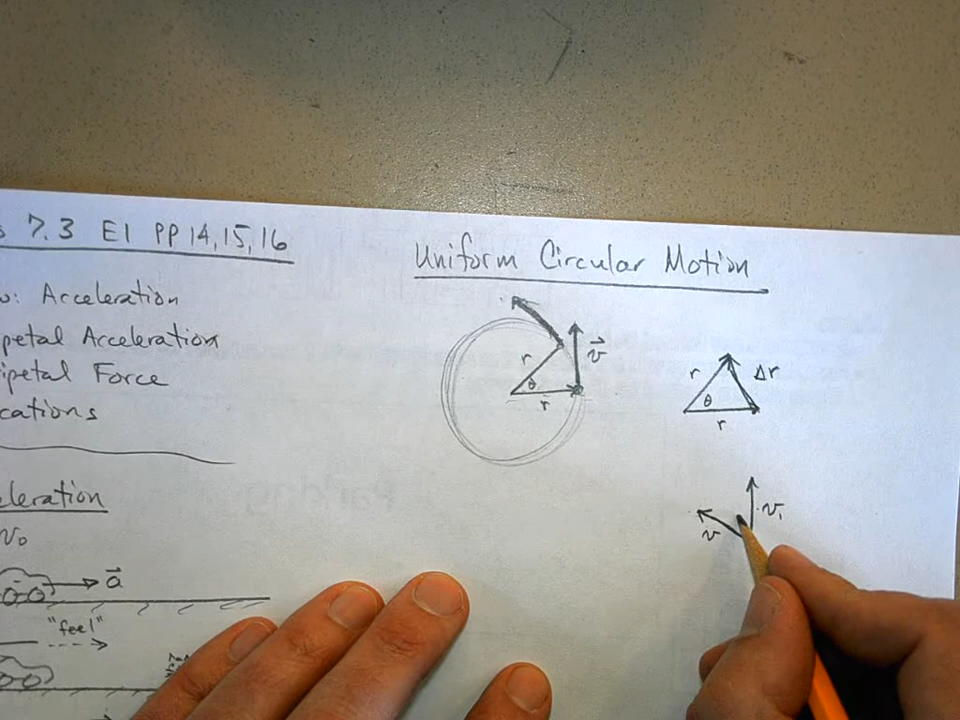 7.3 E1 PP 14, 15, 16
: Acceleration
petal Acceleration
ipetal Force
cations
eleration
v₀
a⃗
"feel"
Uniform Circular Motion
r
θ
r
v⃗
r
θ
r
Δr
v₁
v